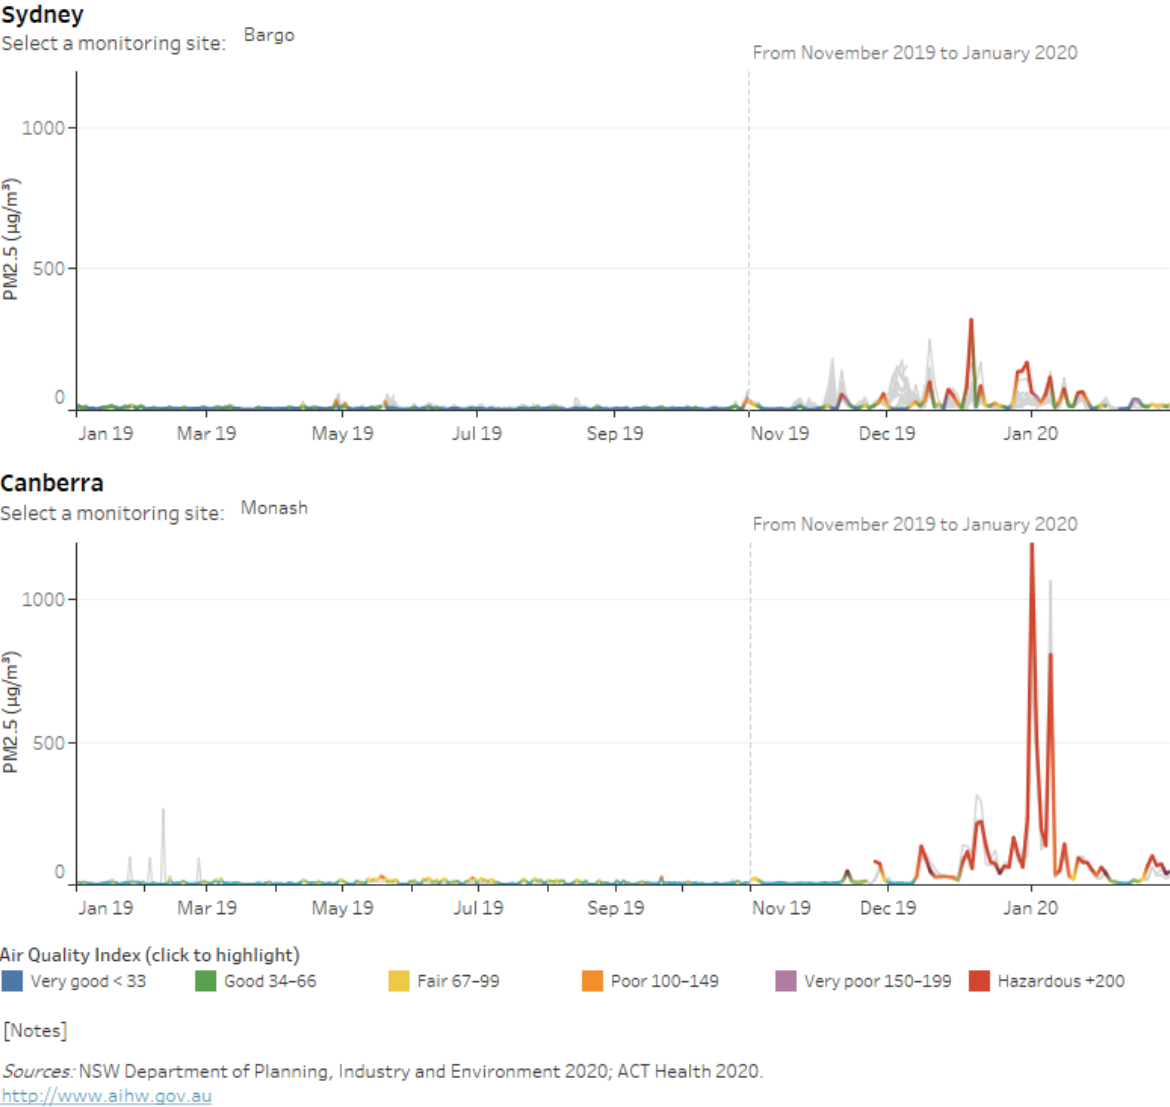 Sydney
Select a monitoring site: Bargo
From November 2019 to January 2020
PM2.5 (µg/m³)
1000
500
0
Jan 19 Mar 19 May 19 Jul 19 Sep 19 Nov 19 Dec 19 Jan 20
Canberra
Select a monitoring site: Monash
From November 2019 to January 2020
PM2.5 (µg/m³)
1000
500
0
Jan 19 Mar 19 May 19 Jul 19 Sep 19 Nov 19 Dec 19 Jan 20
Air Quality Index (click to highlight)
Very good < 33 Good 34–66 Fair 67–99 Poor 100–149 Very poor 150–199 Hazardous +200
[Notes]
Sources: NSW Department of Planning, Industry and Environment 2020; ACT Health 2020.
http://www.aihw.gov.au